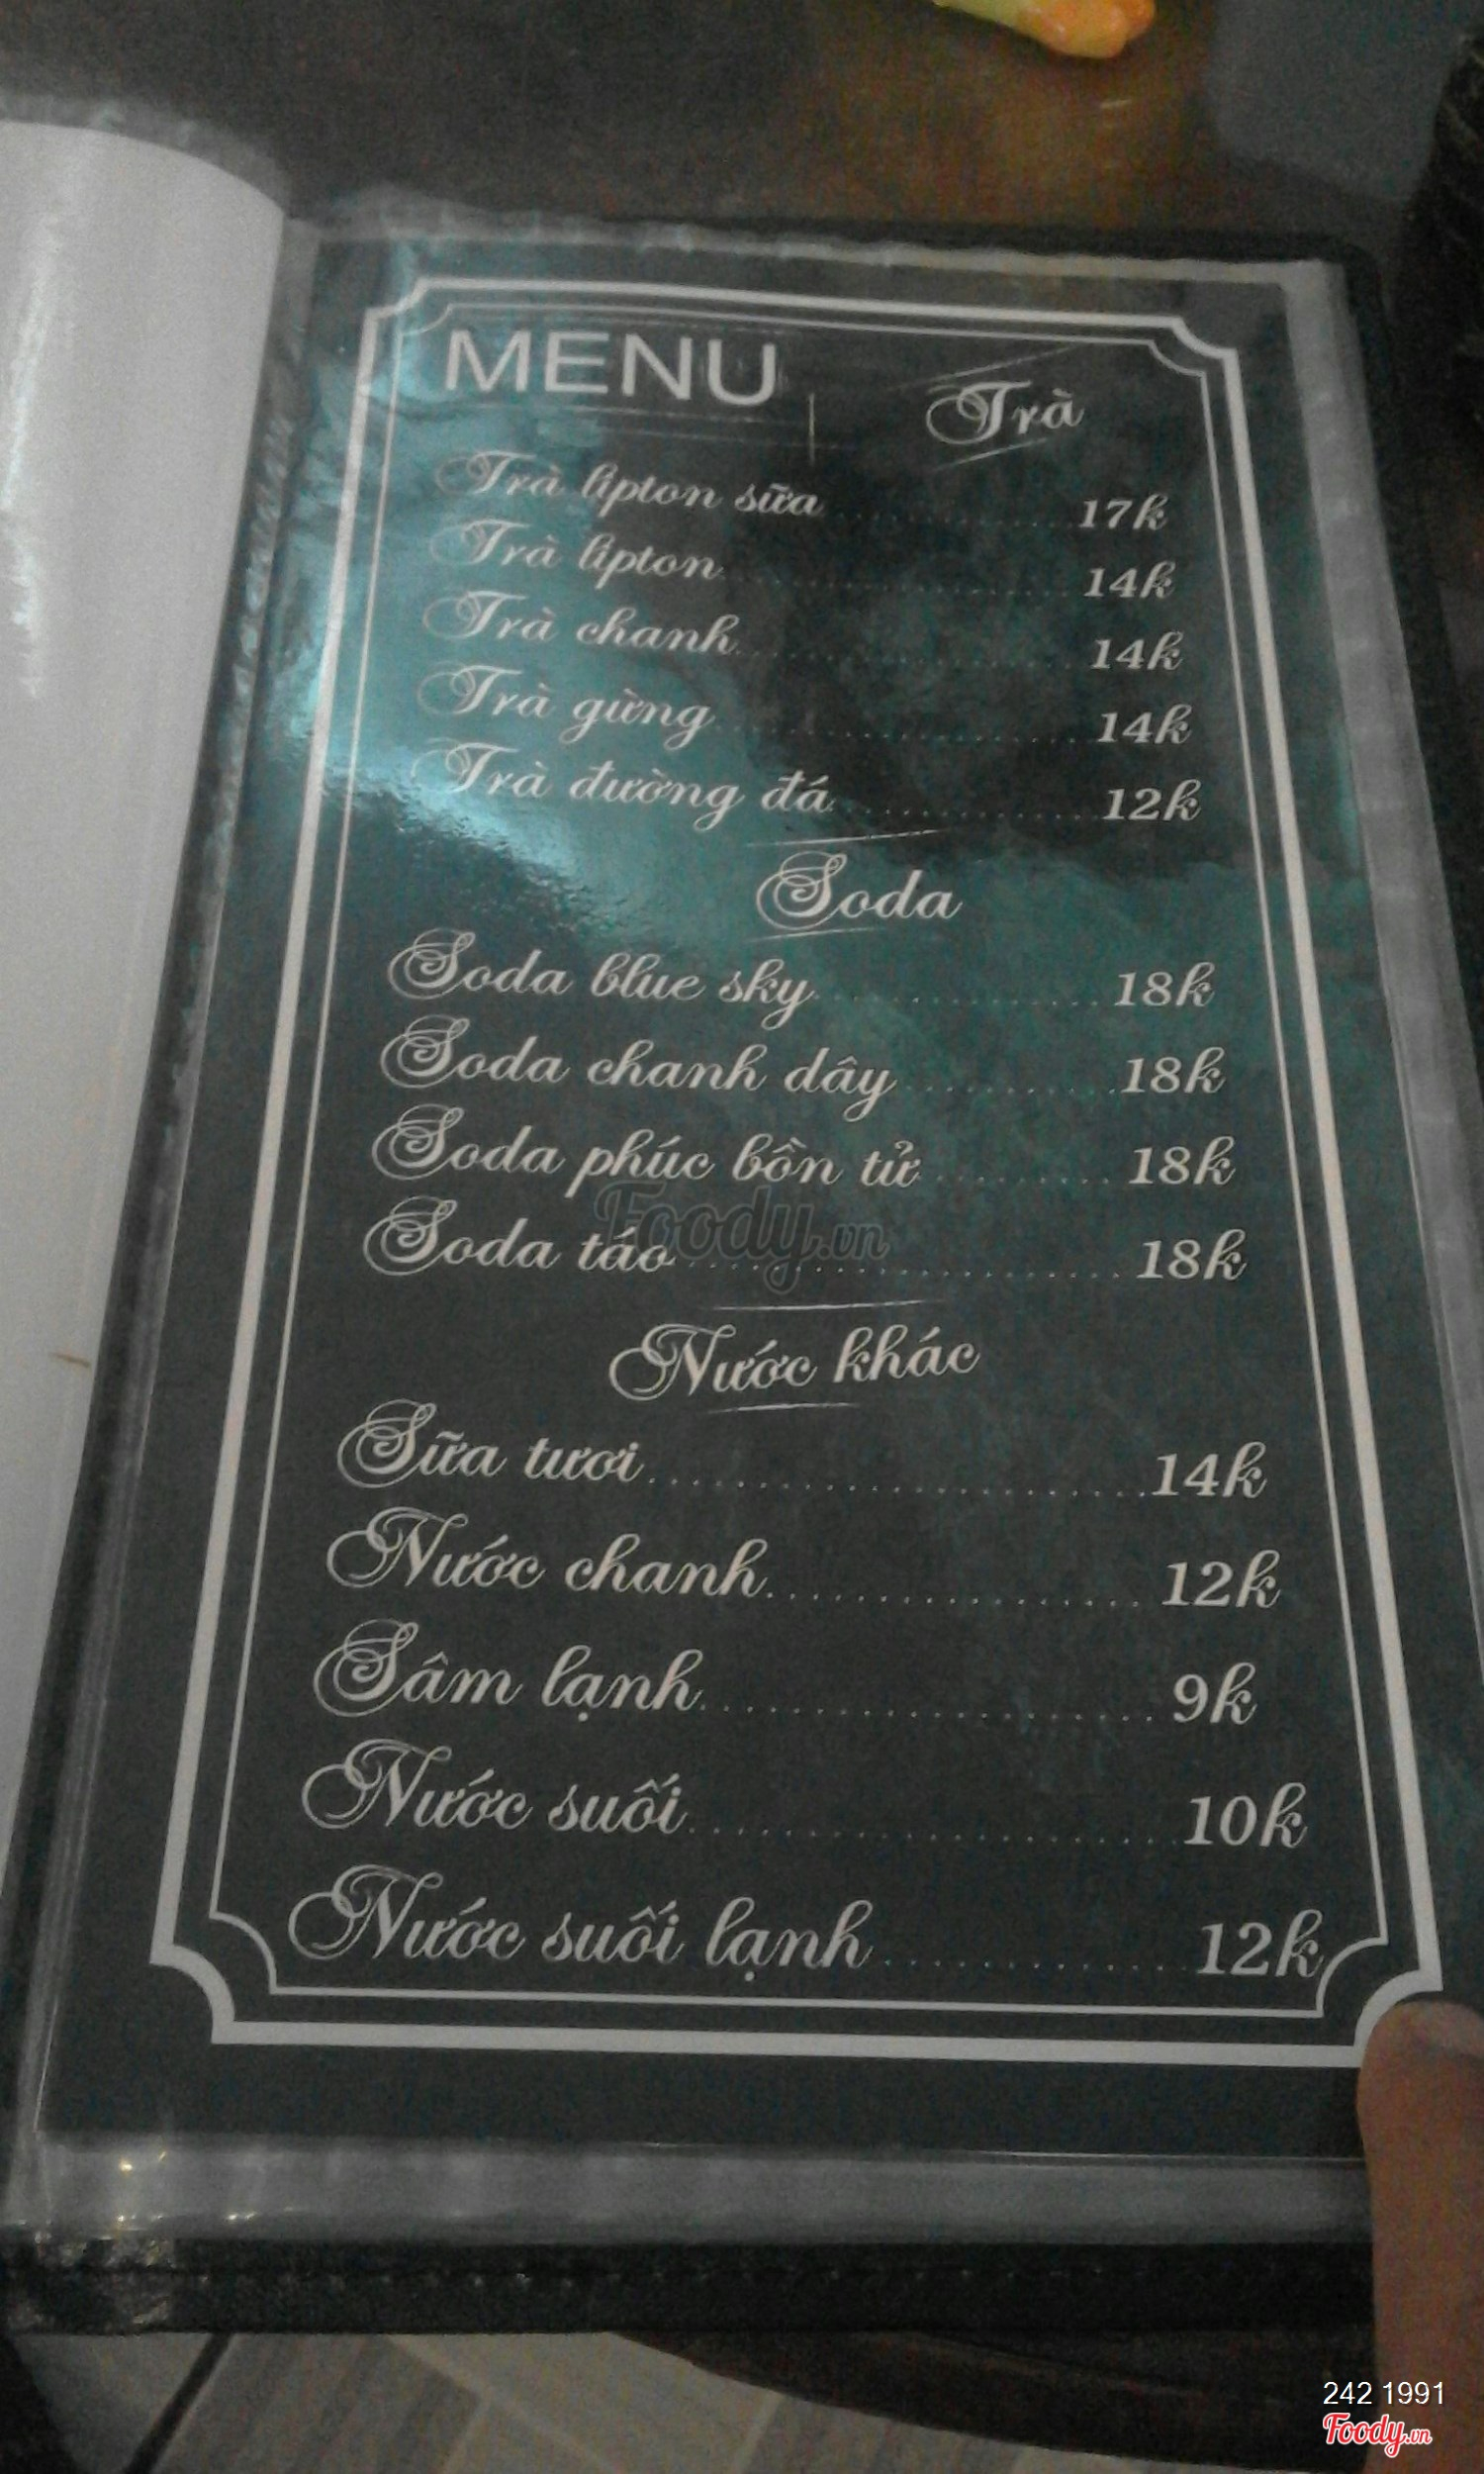 MENU
Trà
Trà lipton sữa 17k
Trà lipton 14k
Trà chanh 14k
Trà gừng 14k
Trà đường đá 12k
Soda
Soda blue sky 18k
Soda chanh dây 18k
Soda phúc bồn tử 18k
Soda táo 18k
Foody.vn
Nước khác
Sữa tươi 14k
Nước chanh 12k
Sâm lạnh 9k
Nước suối 10k
Nước suối lạnh 12k
242 1991
Foody.vn